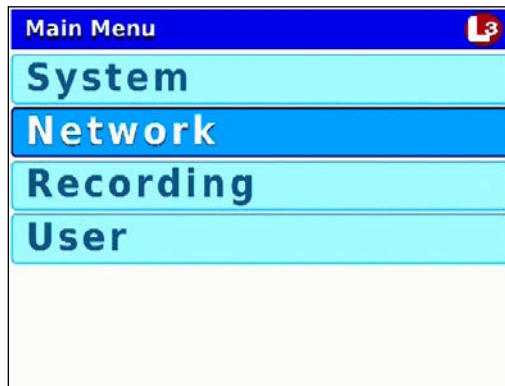 Main Menu
L3
System
Network
Recording
User